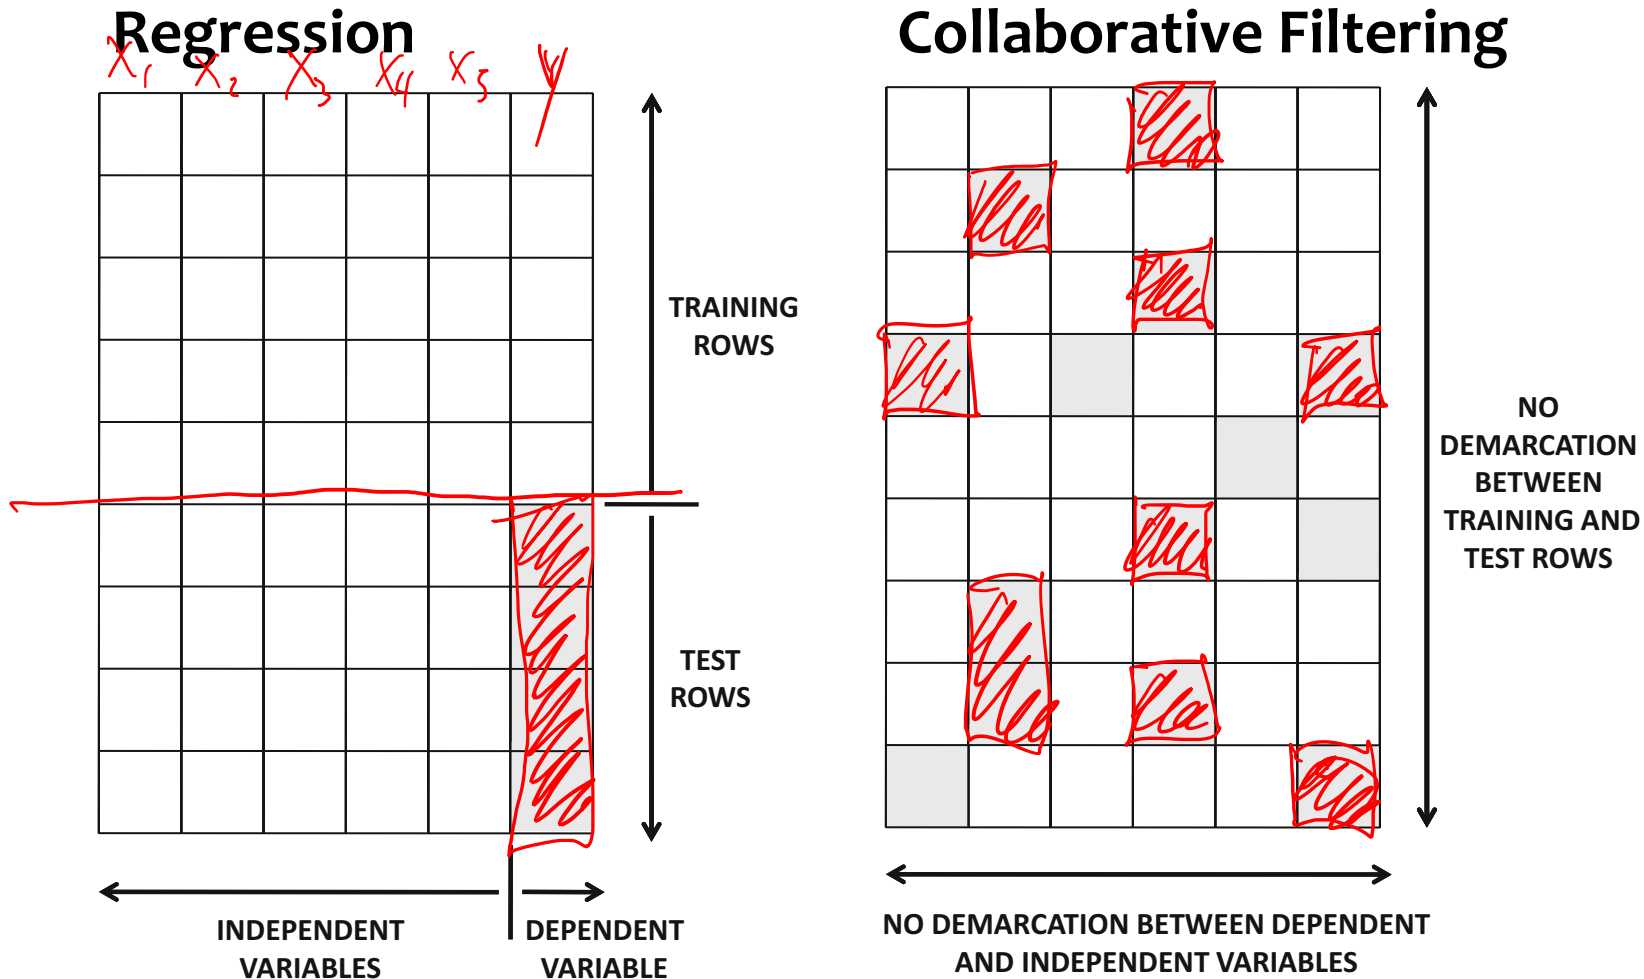 Regression
X1 X2 X3 X4 X5 y
TRAINING
ROWS
TEST
ROWS
INDEPENDENT
VARIABLES
DEPENDENT
VARIABLE
Collaborative Filtering
NO
DEMARCATION
BETWEEN
TRAINING AND
TEST ROWS
NO DEMARCATION BETWEEN DEPENDENT
AND INDEPENDENT VARIABLES